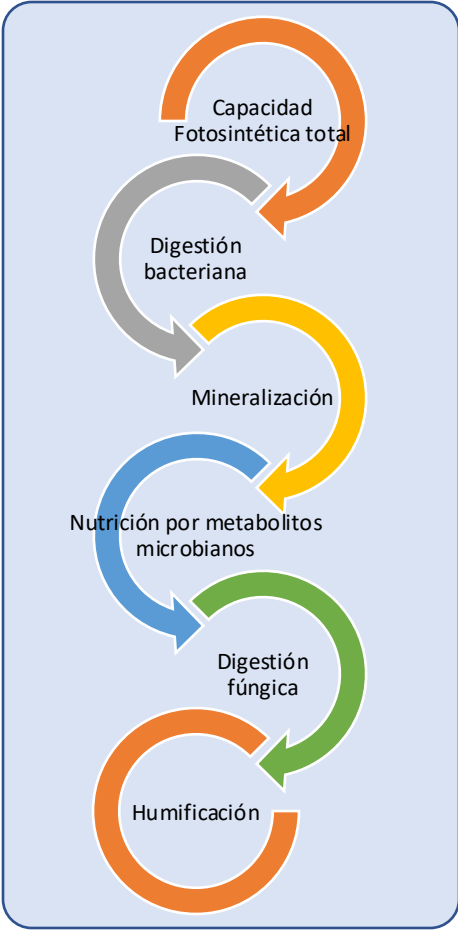 Capacidad
Fotosintética total
Digestión
bacteriana
Mineralización
Nutrición por metabolitos
microbianos
Digestión
fúngica
Humificación